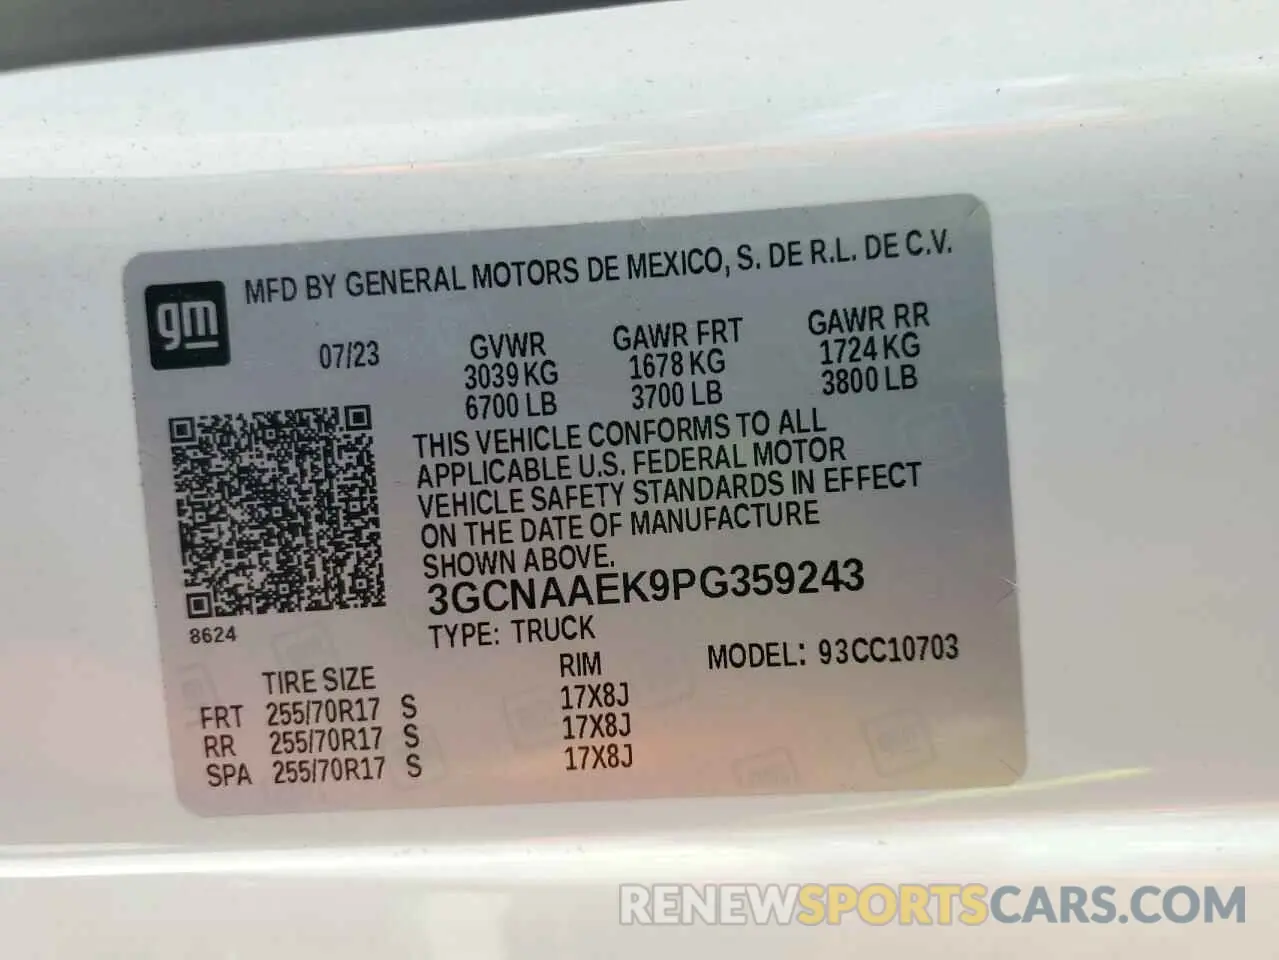 gm
MFD BY GENERAL MOTORS DE MEXICO, S. DE R.L. DE C.V.
07/23 GVWR GAWR FRT GAWR RR
3039 KG 1678 KG 1724 KG
6700 LB 3700 LB 3800 LB
THIS VEHICLE CONFORMS TO ALL
APPLICABLE U.S. FEDERAL MOTOR
VEHICLE SAFETY STANDARDS IN EFFECT
ON THE DATE OF MANUFACTURE
SHOWN ABOVE.
3GCNAAEK9PG359243
8624
TYPE: TRUCK
MODEL: 93CC10703
TIRE SIZE RIM
FRT 255/70R17 S 17X8J
RR 255/70R17 S 17X8J
SPA 255/70R17 S 17X8J
RENEWSPORTSCARS.COM